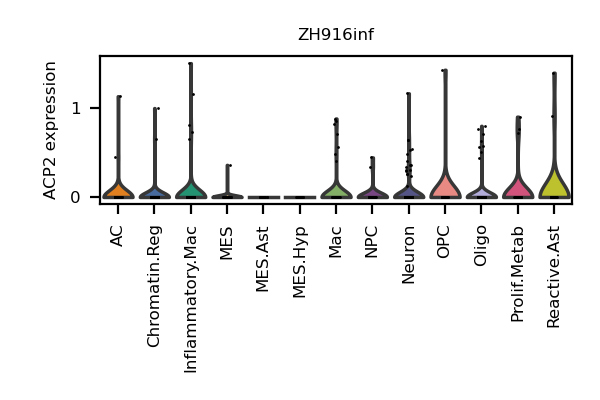 ZH916inf
ACP2 expression
1
0
AC
Chromatin.Reg
Inflammatory.Mac
MES
MES.Ast
MES.Hyp
Mac
NPC
Neuron
OPC
Oligo
Prolif.Metab
Reactive.Ast